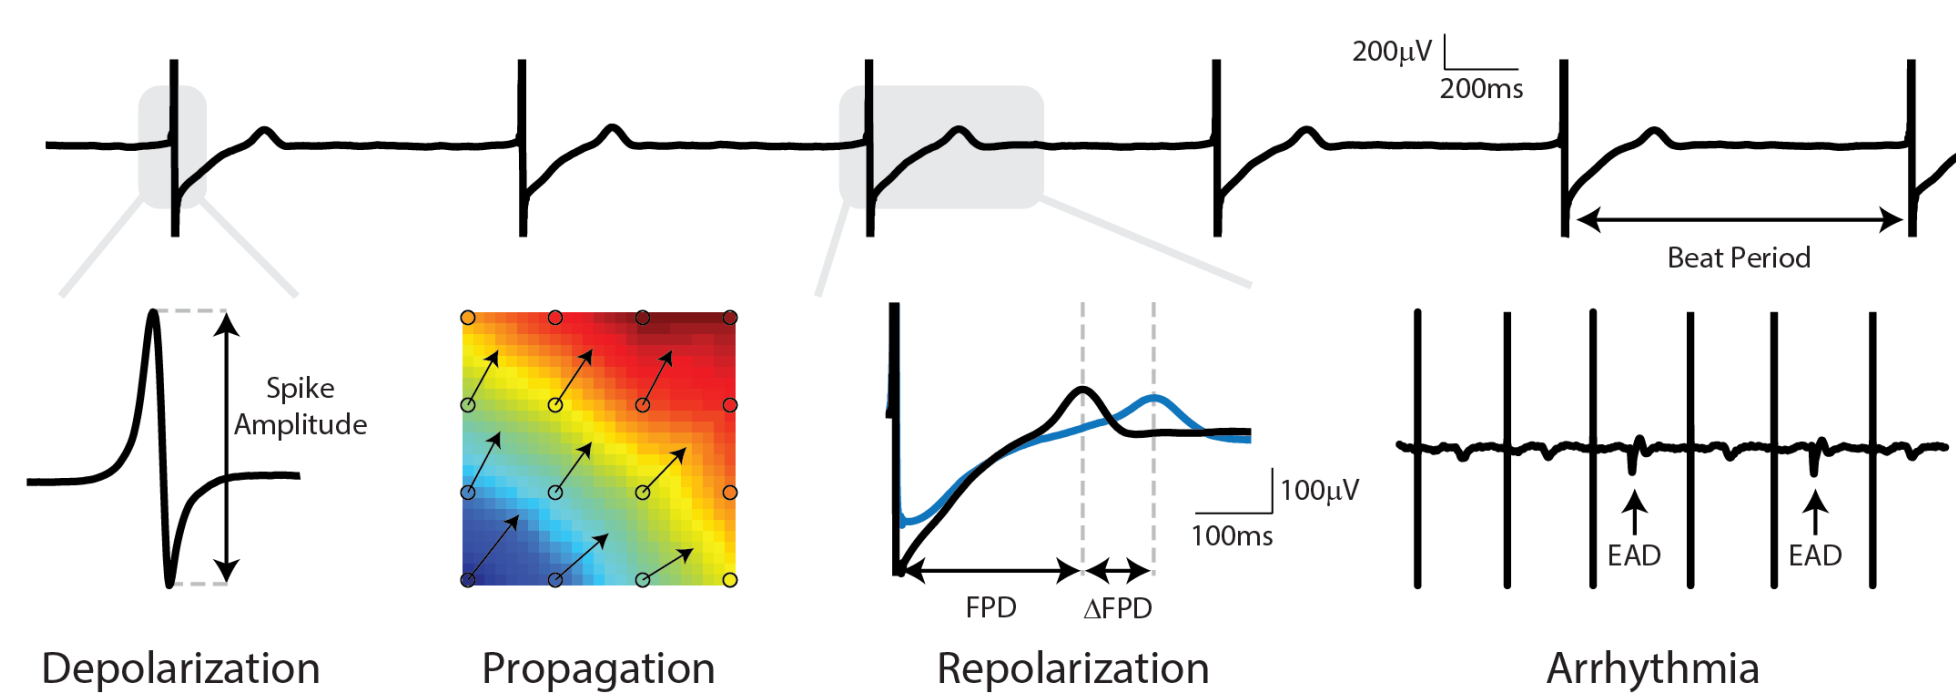 200μV
200ms
Beat Period
Spike
Amplitude
FPD
ΔFPD
100μV
100ms
EAD
EAD
Depolarization
Propagation
Repolarization
Arrhythmia